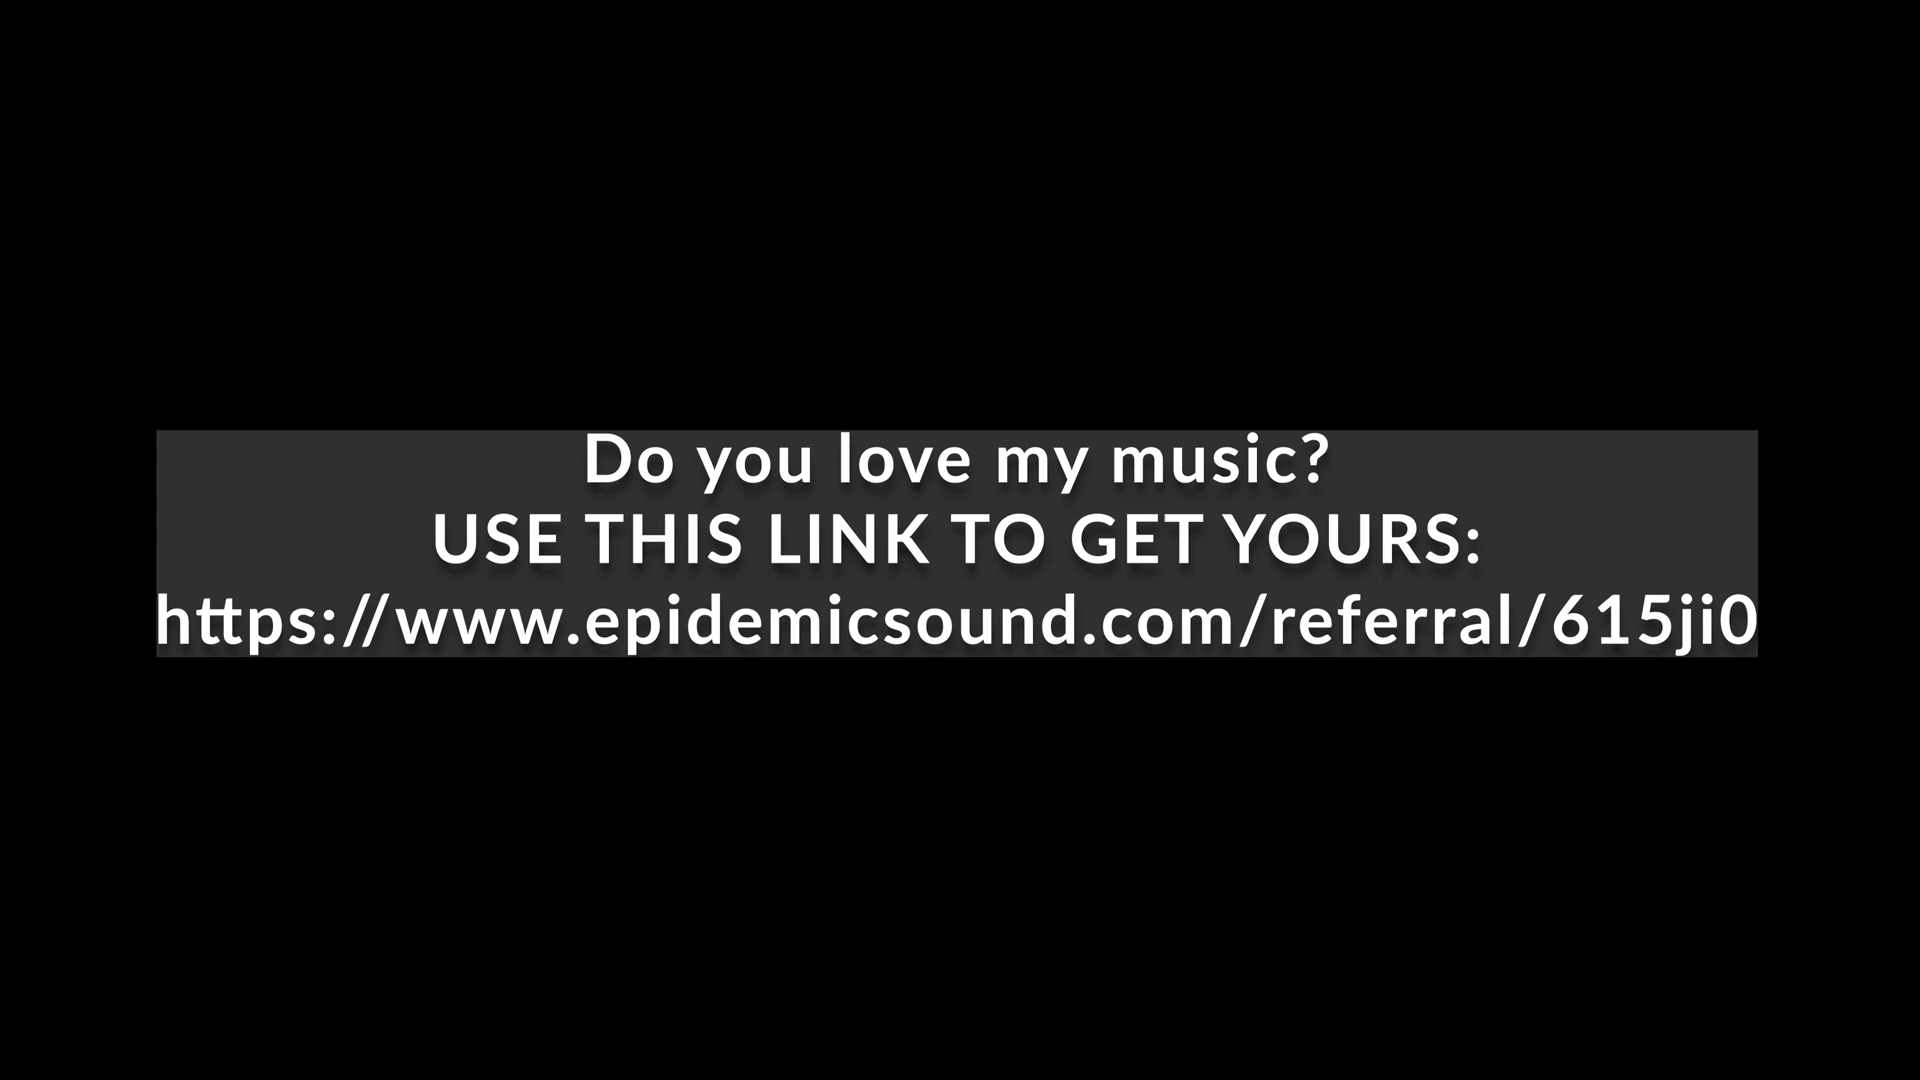 Do you love my music?
USE THIS LINK TO GET YOURS:
https://www.epidemicsound.com/referral/615ji0